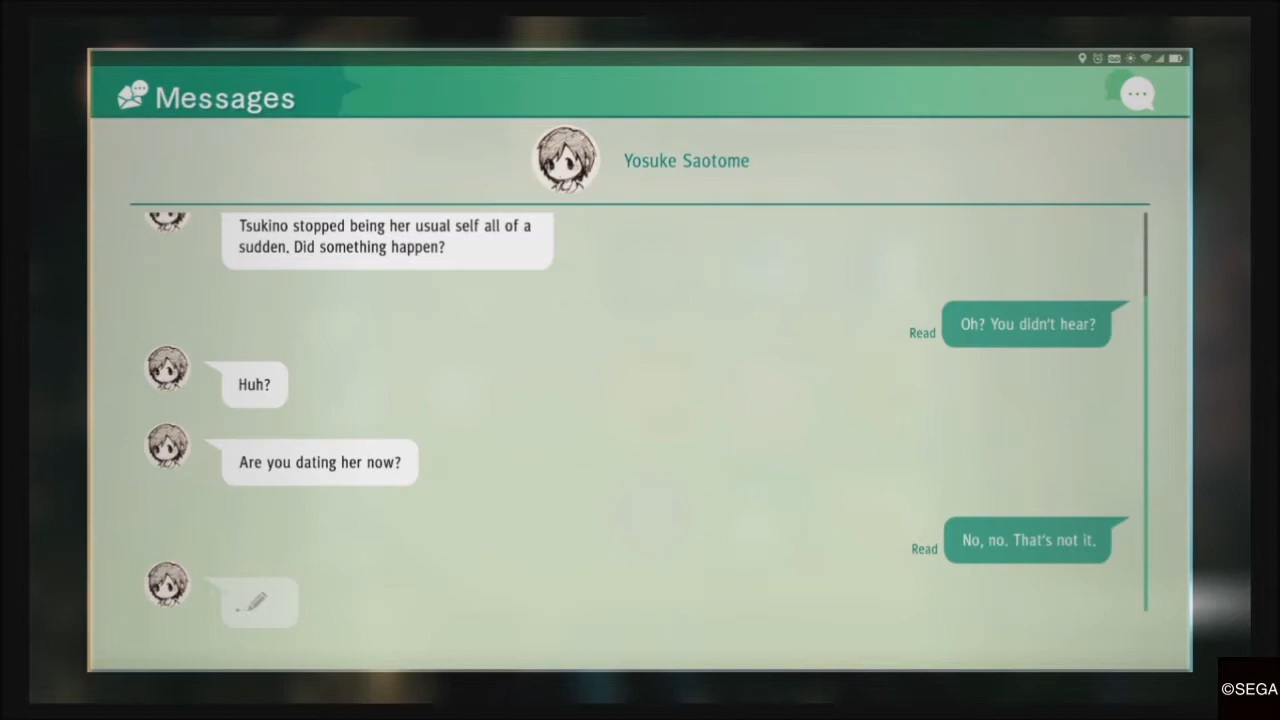 Messages
Yosuke Saotome
Tsukino stopped being her usual self all of a
sudden. Did something happen?
Oh? You didn't hear?
Read
Huh?
Are you dating her now?
No, no. That's not it.
Read
©SEGA